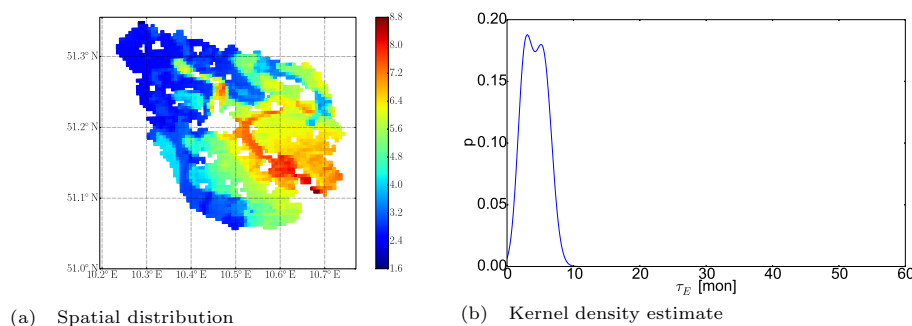 51.3° N
51.2° N
51.1° N
51.0° N
10.2° E 10.3° E 10.4° E 10.5° E 10.6° E 10.7° E
8.8
8.0
7.2
6.4
5.6
4.8
4.0
3.2
2.4
1.6
(a) Spatial distribution
0.20
0.15
0.10
0.05
0.00
p
0 10 20 30 40 50 60
τE [mon]
(b) Kernel density estimate